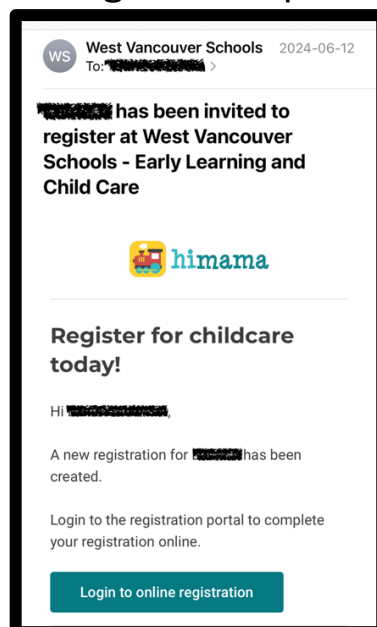 WS
West Vancouver Schools 2024-06-12
To:
has been invited to
register at West Vancouver
Schools - Early Learning and
Child Care
himama
Register for childcare
today!
Hi ,
A new registration for has been
created.
Login to the registration portal to complete
your registration online.
Login to online registration